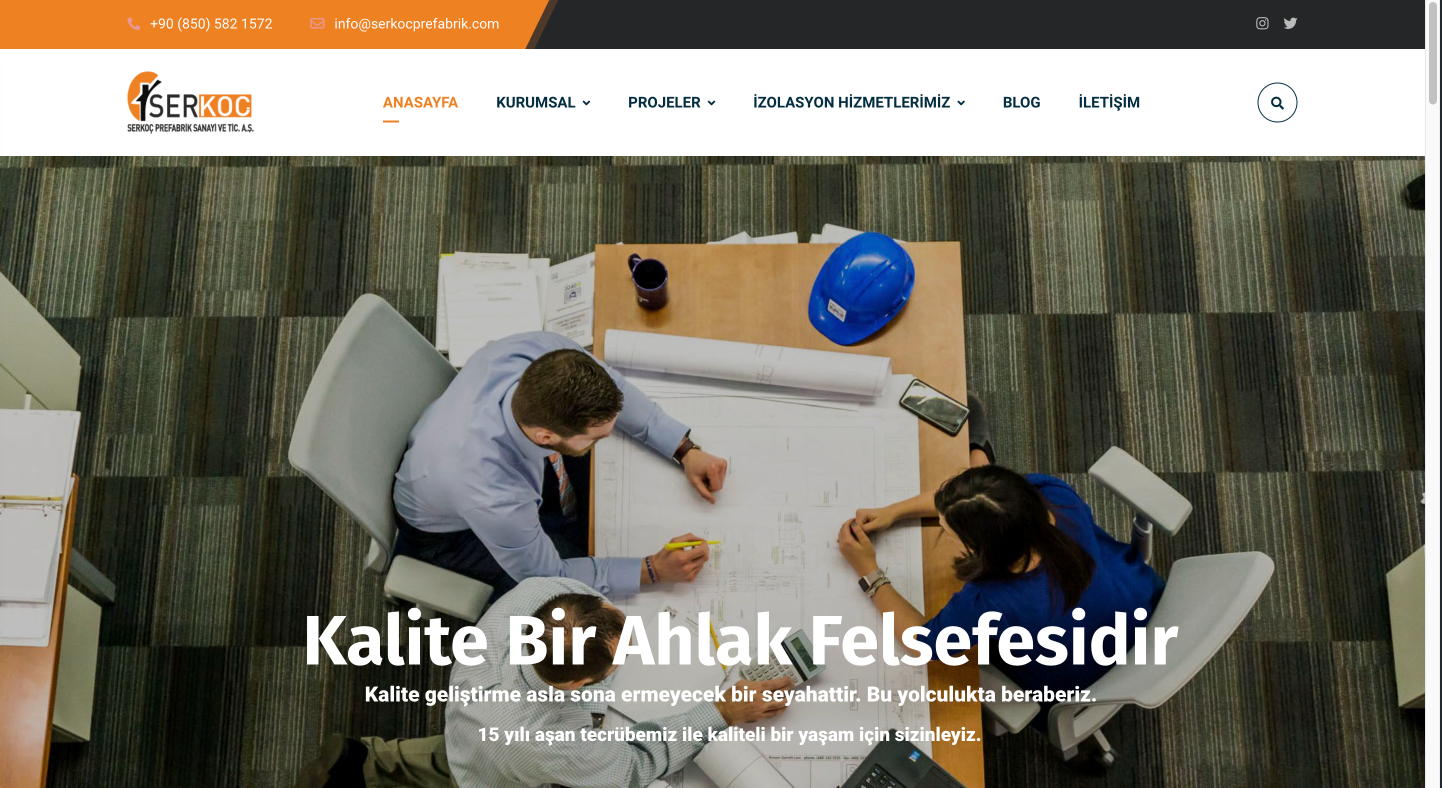 +90 (850) 582 1572
info@serkocprefabrik.com
SERKOÇ
SERKOÇ PREFABRİK SANAYİ VE TİC. A.Ş.
ANASAYFA
KURUMSAL
PROJELER
İZOLASYON HİZMETLERİMİZ
BLOG
İLETİŞİM
Kalite Bir Ahlak Felsefesidir
Kalite geliştirme asla sona ermeyecek bir seyahattir. Bu yolculukta beraberiz.
15 yılı aşan tecrübemiz ile kaliteli bir yaşam için sizinleyiz.